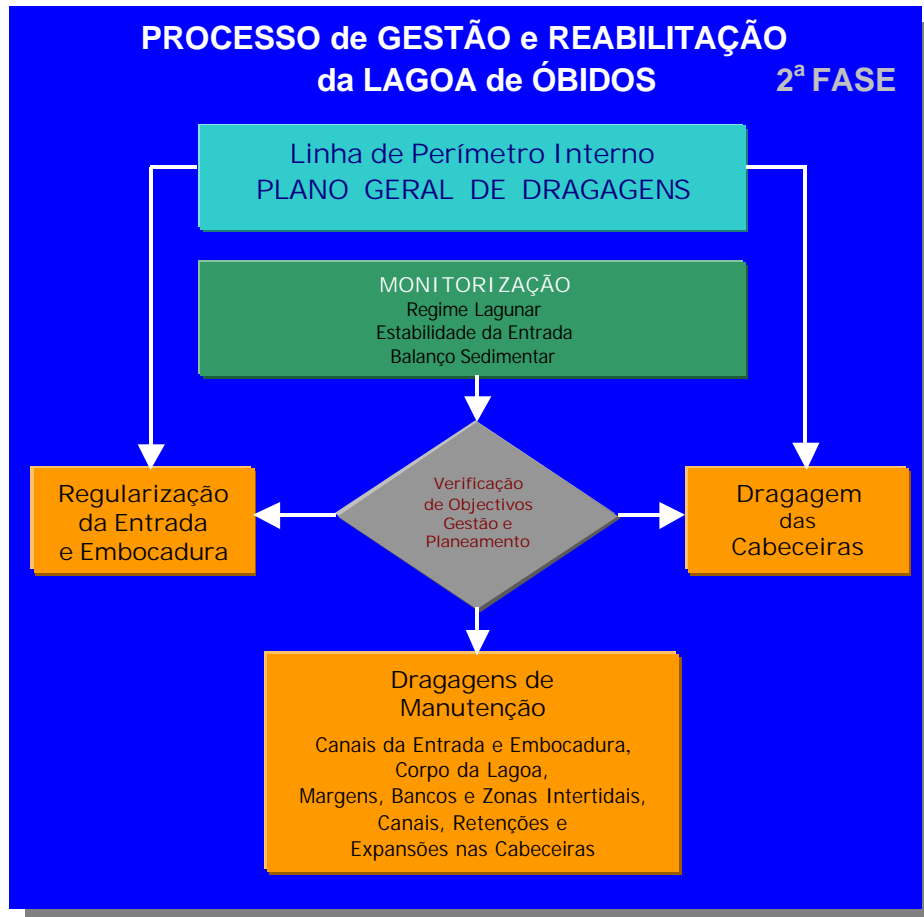 PROCESSO de GESTÃO e REABILITAÇÃO
da LAGOA de ÓBIDOS 2ª FASE
Linha de Perímetro Interno
PLANO GERAL DE DRAGAGENS
MONITORIZAÇÃO
Regime Lagunar
Estabilidade da Entrada
Balanço Sedimentar
Regularização
da Entrada
e Embocadura
Verificação
de Objectivos
Gestão e
Planeamento
Dragagem
das
Cabeceiras
Dragagens de
Manutenção
Canais da Entrada e Embocadura,
Corpo da Lagoa,
Margens, Bancos e Zonas Intertidais,
Canais, Retenções e
Expansões nas Cabeceiras